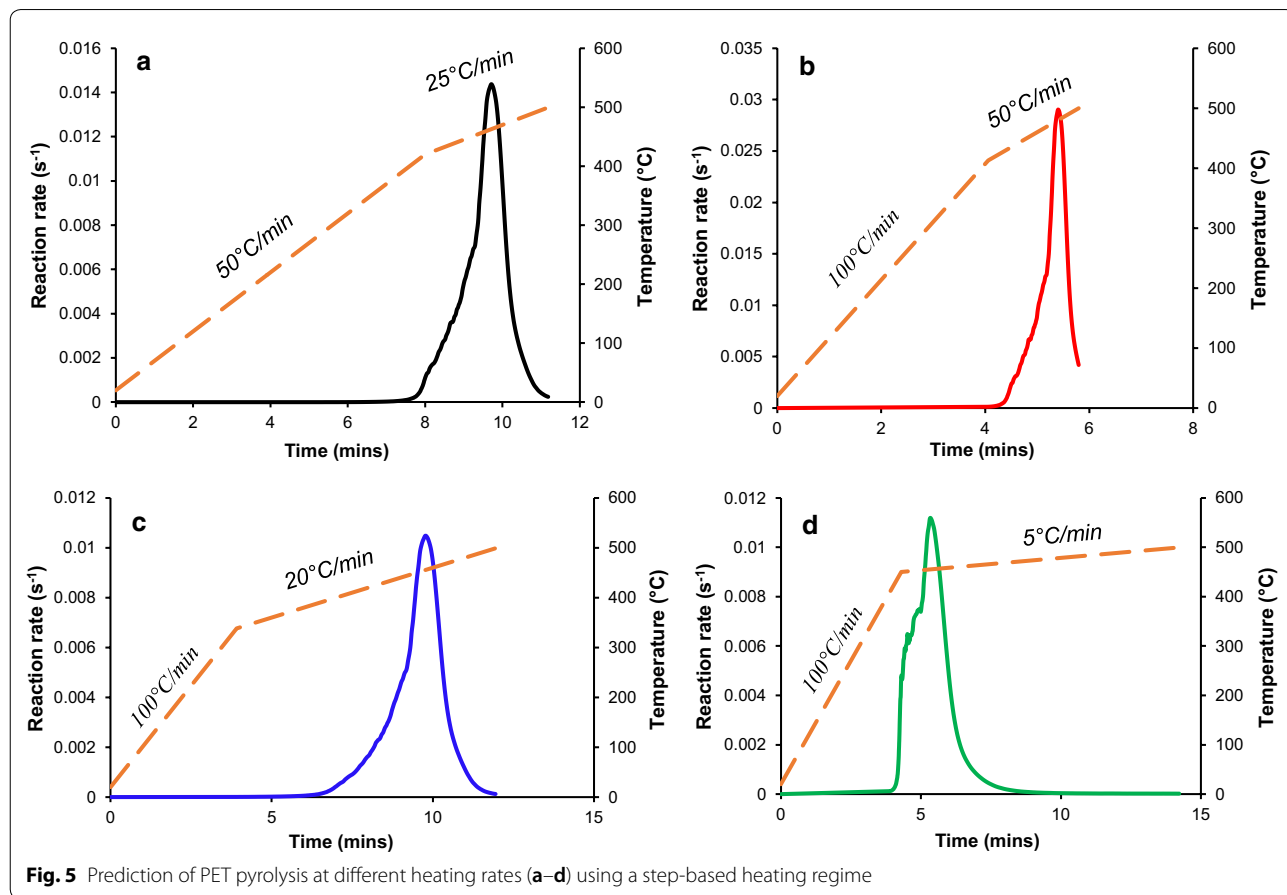 a
25°C/min
50°C/min
Reaction rate (s-1)
0.016
0.014
0.012
0.01
0.008
0.006
0.004
0.002
0
0 2 4 6 8 10 12
Time (mins)
600
500
400
300
200
100
0
Temperature (°C)
b
50°C/min
100°C/min
Reaction rate (s-1)
0.035
0.03
0.025
0.02
0.015
0.01
0.005
0
0 2 4 6 8
Time (mins)
600
500
400
300
200
100
0
Temperature (°C)
c
20°C/min
100°C/min
Reaction rate (s-1)
0.012
0.01
0.008
0.006
0.004
0.002
0
0 5 10 15
Time (mins)
600
500
400
300
200
100
0
Temperature (°C)
d
5°C/min
100°C/min
Reaction rate (s-1)
0.012
0.01
0.008
0.006
0.004
0.002
0
0 5 10 15
Time (mins)
600
500
400
300
200
100
0
Temperature (°C)
Fig. 5 Prediction of PET pyrolysis at different heating rates (a–d) using a step-based heating regime